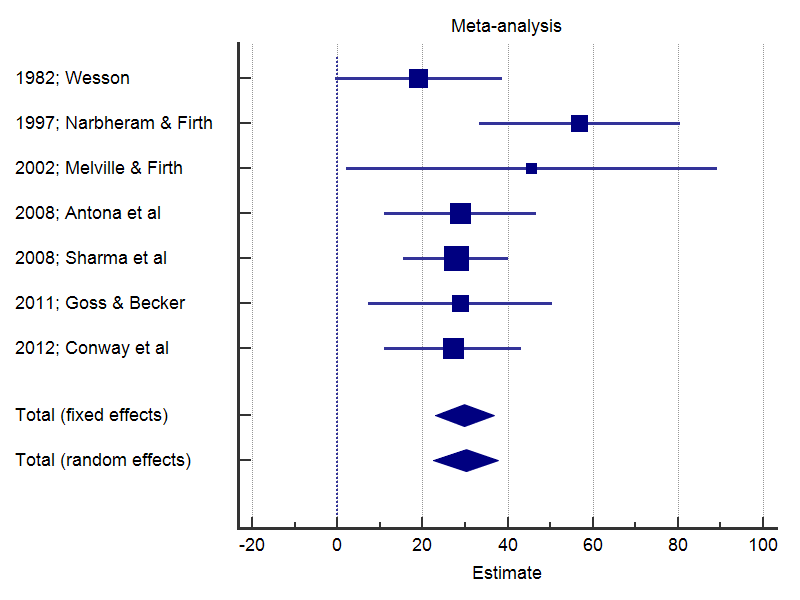 Meta-analysis
1982; Wesson
1997; Narbheram & Firth
2002; Melville & Firth
2008; Antona et al
2008; Sharma et al
2011; Goss & Becker
2012; Conway et al
Total (fixed effects)
Total (random effects)
-20 0 20 40 60 80 100
Estimate